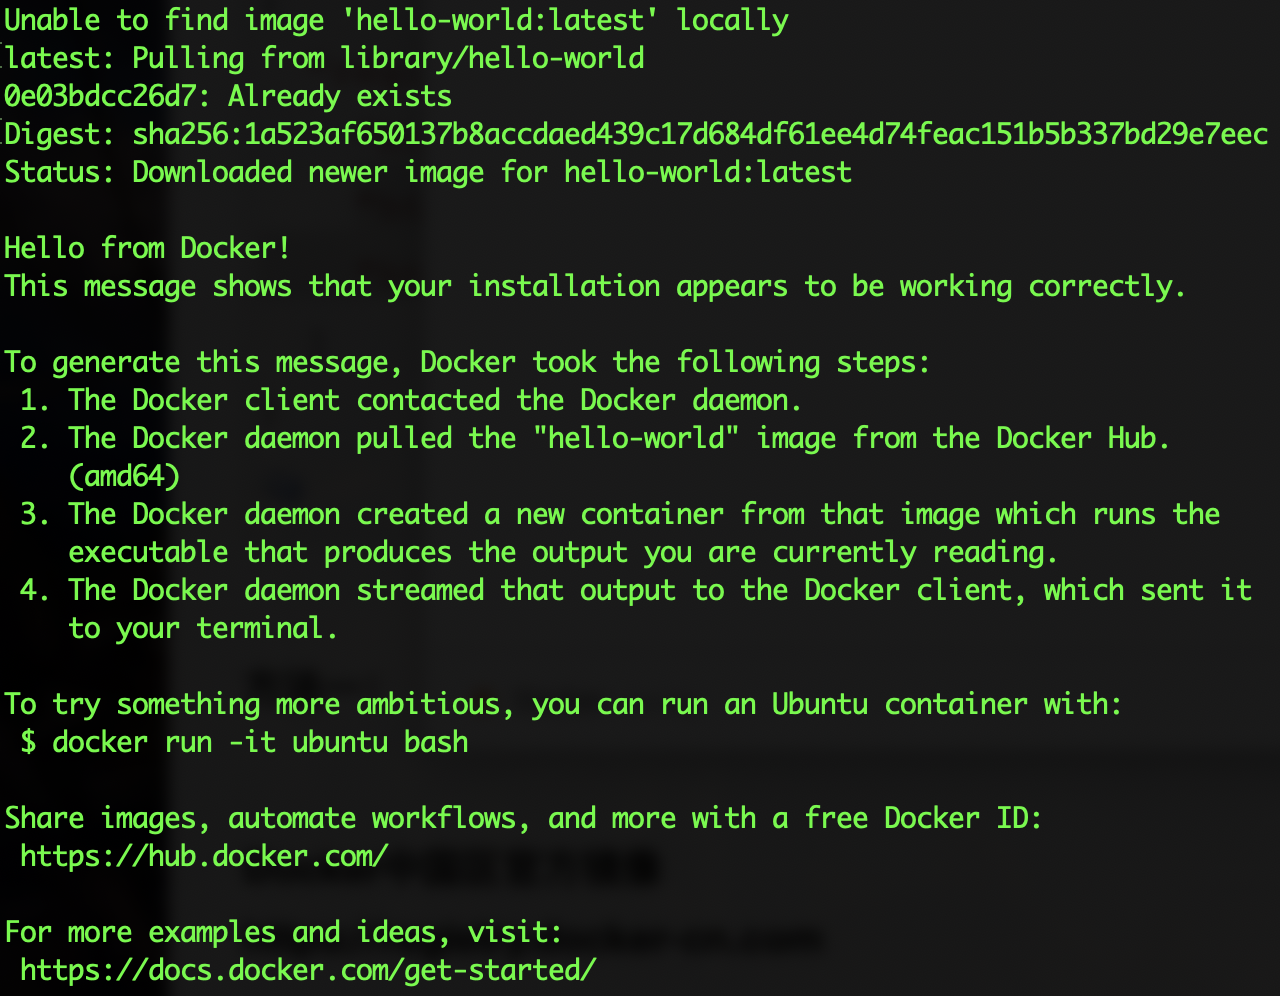 Unable to find image 'hello-world:latest' locally
latest: Pulling from library/hello-world
0e03bdcc26d7: Already exists
Digest: sha256:1a523af650137b8accdaed439c17d684df61ee4d74feac151b5b337bd29e7eec
Status: Downloaded newer image for hello-world:latest
Hello from Docker!
This message shows that your installation appears to be working correctly.
To generate this message, Docker took the following steps:
1. The Docker client contacted the Docker daemon.
2. The Docker daemon pulled the "hello-world" image from the Docker Hub.
(amd64)
3. The Docker daemon created a new container from that image which runs the
executable that produces the output you are currently reading.
4. The Docker daemon streamed that output to the Docker client, which sent it
to your terminal.
To try something more ambitious, you can run an Ubuntu container with:
$ docker run -it ubuntu bash
Share images, automate workflows, and more with a free Docker ID:
https://hub.docker.com/
For more examples and ideas, visit:
https://docs.docker.com/get-started/